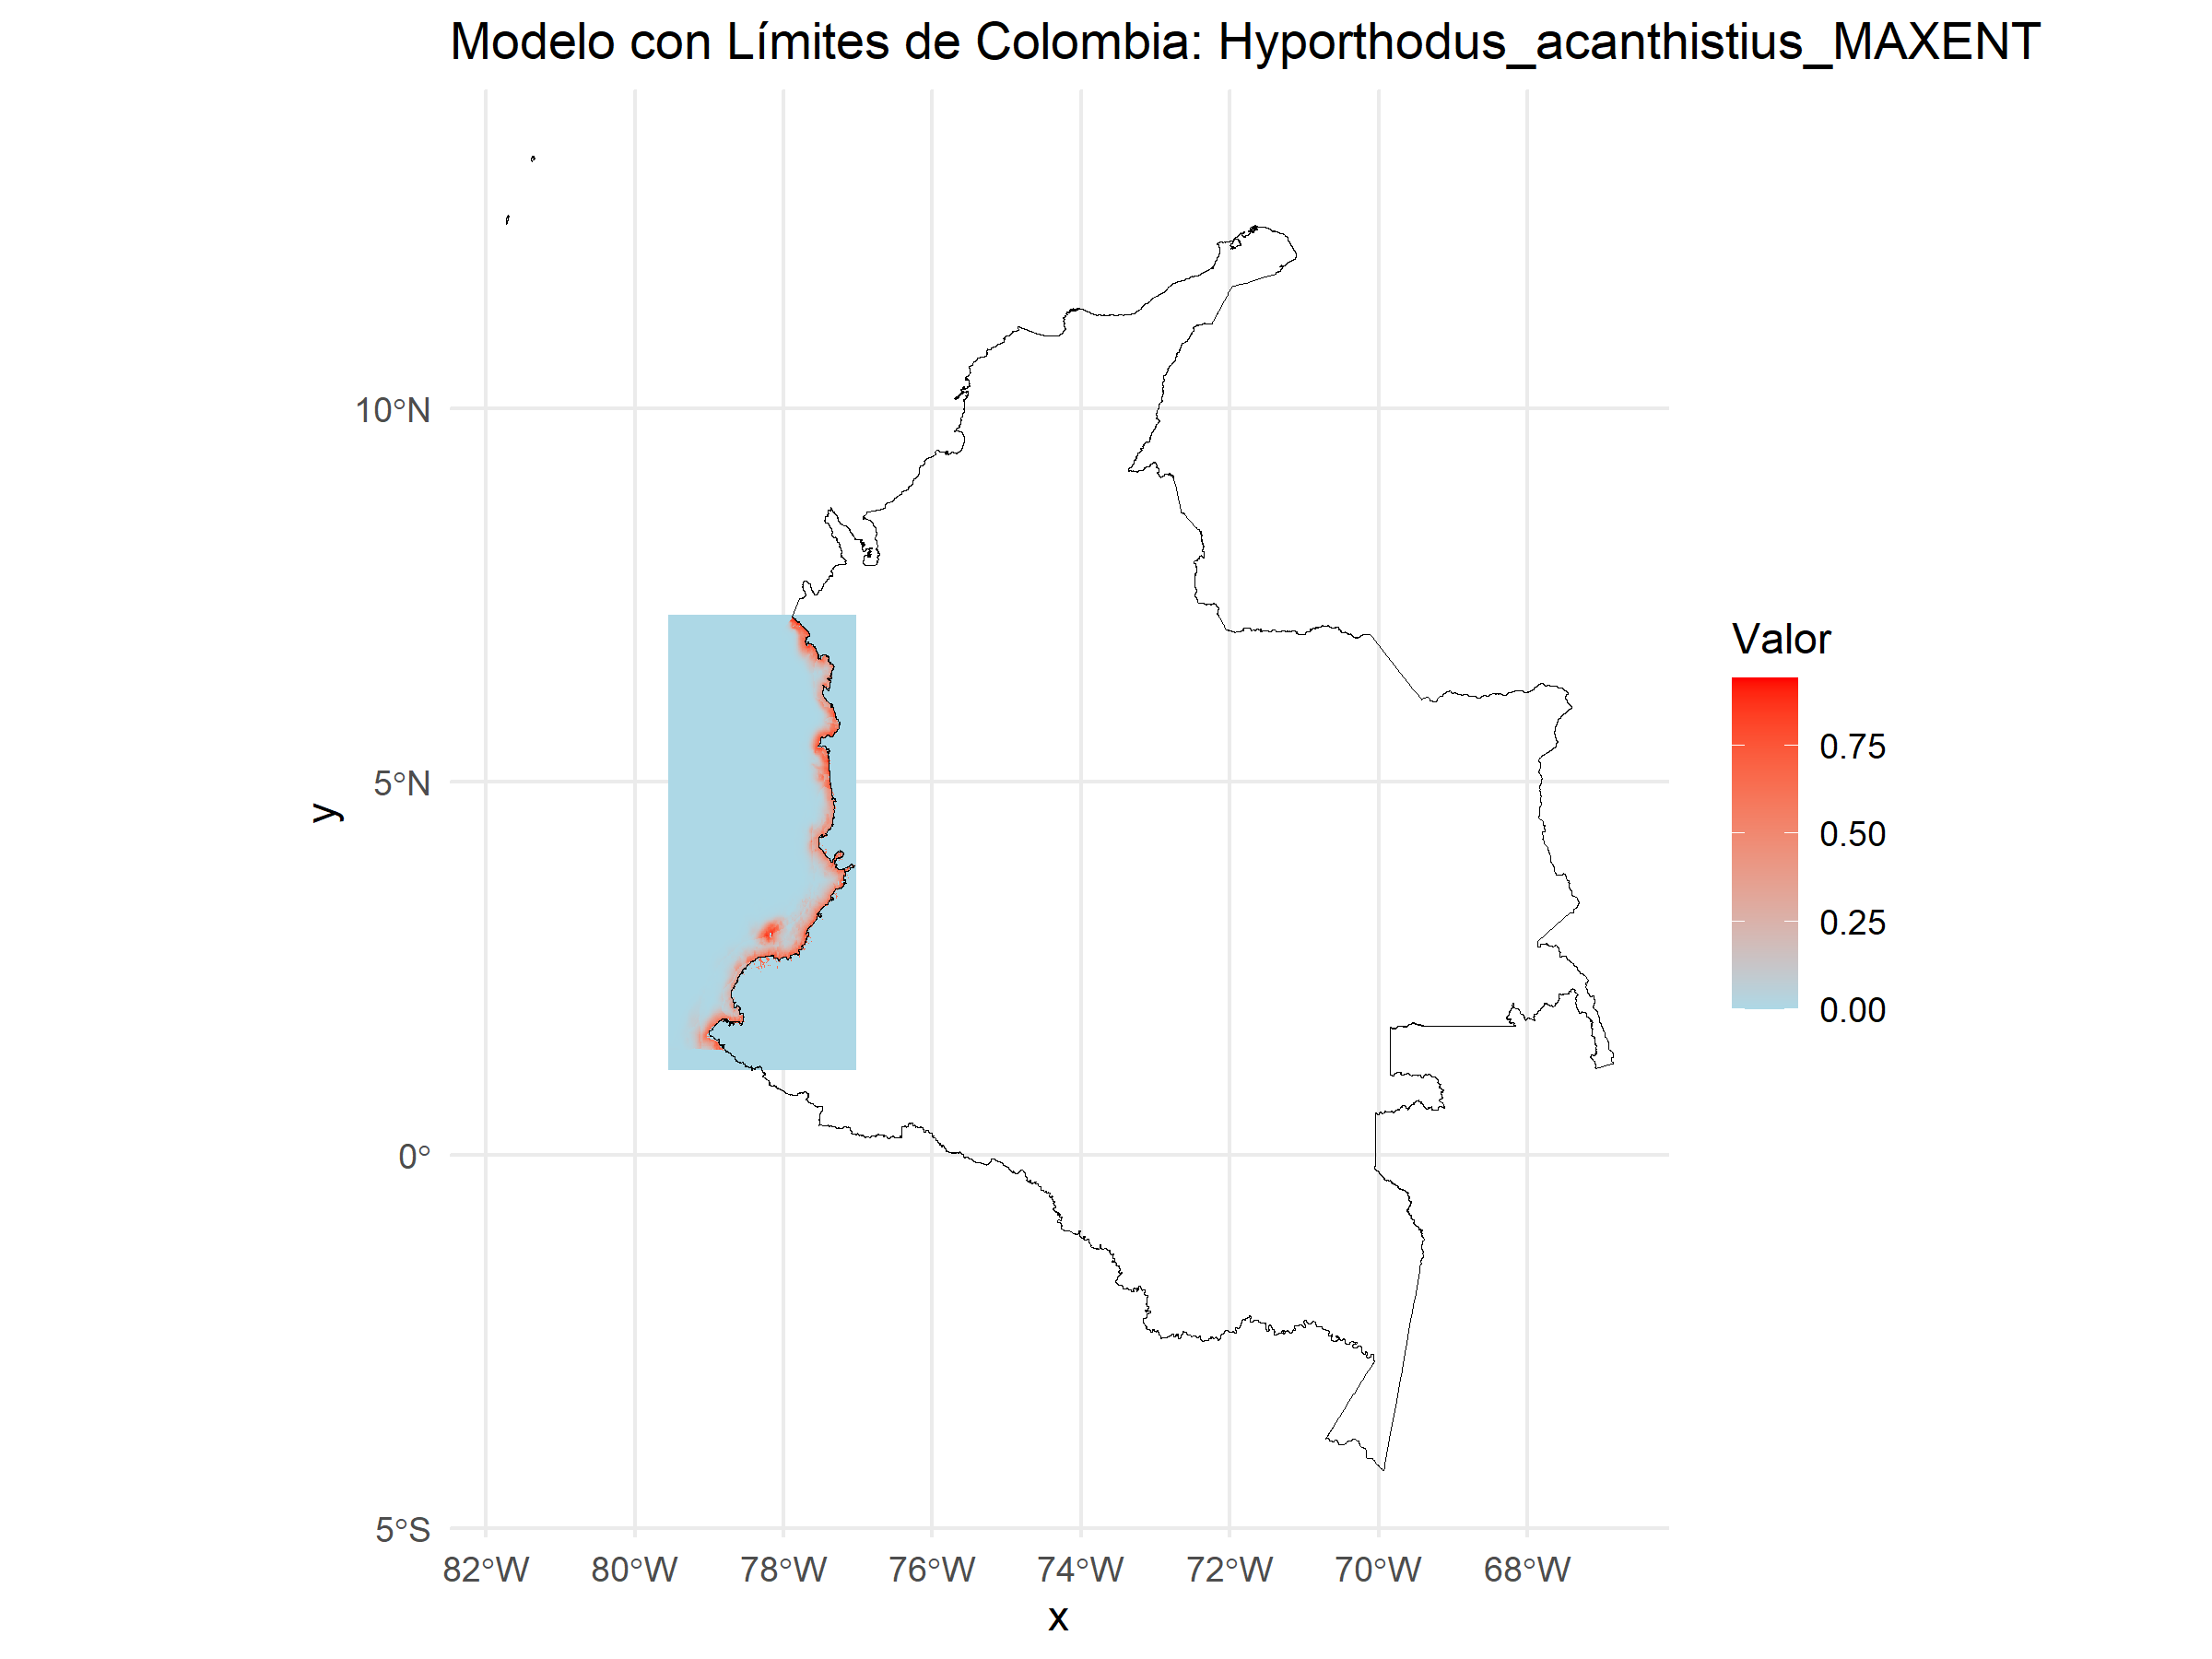 Modelo con Límites de Colombia: Hyporthodus_acanthistius_MAXENT
10°N
5°N
0°
5°S
y
82°W 80°W 78°W 76°W 74°W 72°W 70°W 68°W
x
Valor
0.75
0.50
0.25
0.00